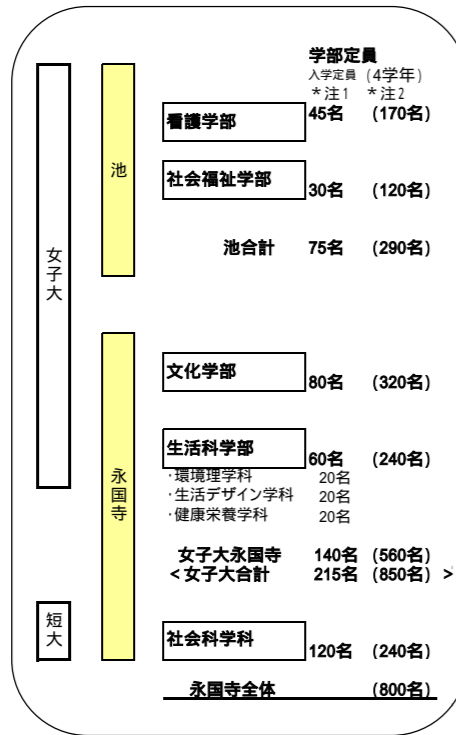 学部定員
入学定員 (4学年)
*注1 *注2
看護学部 45名 (170名)
池
社会福祉学部 30名 (120名)
池合計 75名 (290名)
女子大
文化学部 80名 (320名)
生活科学部 60名 (240名)
・環境理学科 20名
・生活デザイン学科 20名
・健康栄養学科 20名
永国寺
女子大永国寺 140名 (560名)
<女子大合計 215名 (850名) >
短大
社会科学科 120名 (240名)
永国寺全体 (800名)